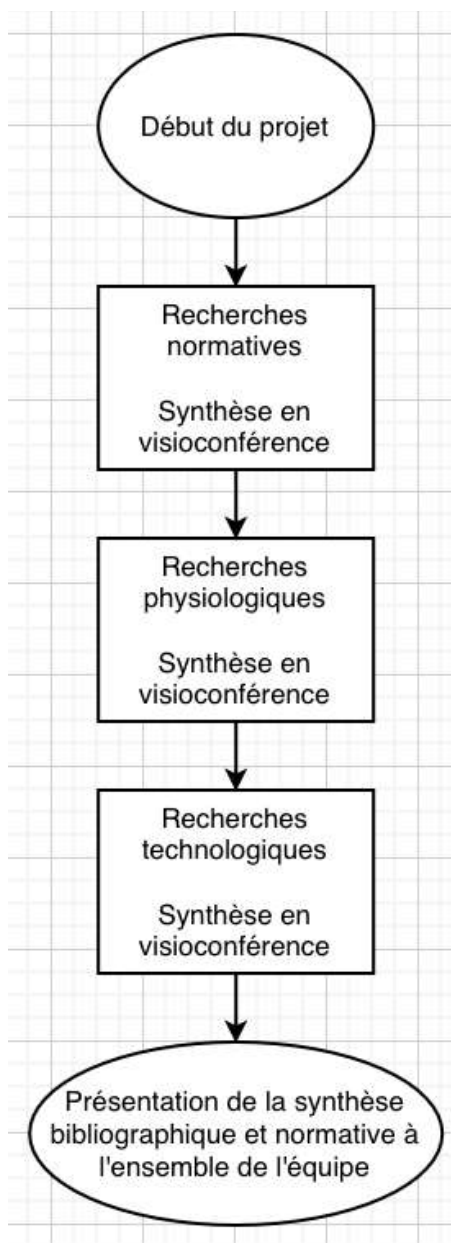 Début du projet
Recherches
normatives
Synthèse en
visioconférence
Recherches
physiologiques
Synthèse en
visioconférence
Recherches
technologiques
Synthèse en
visioconférence
Présentation de la synthèse
bibliographique et normative à
l'ensemble de l'équipe